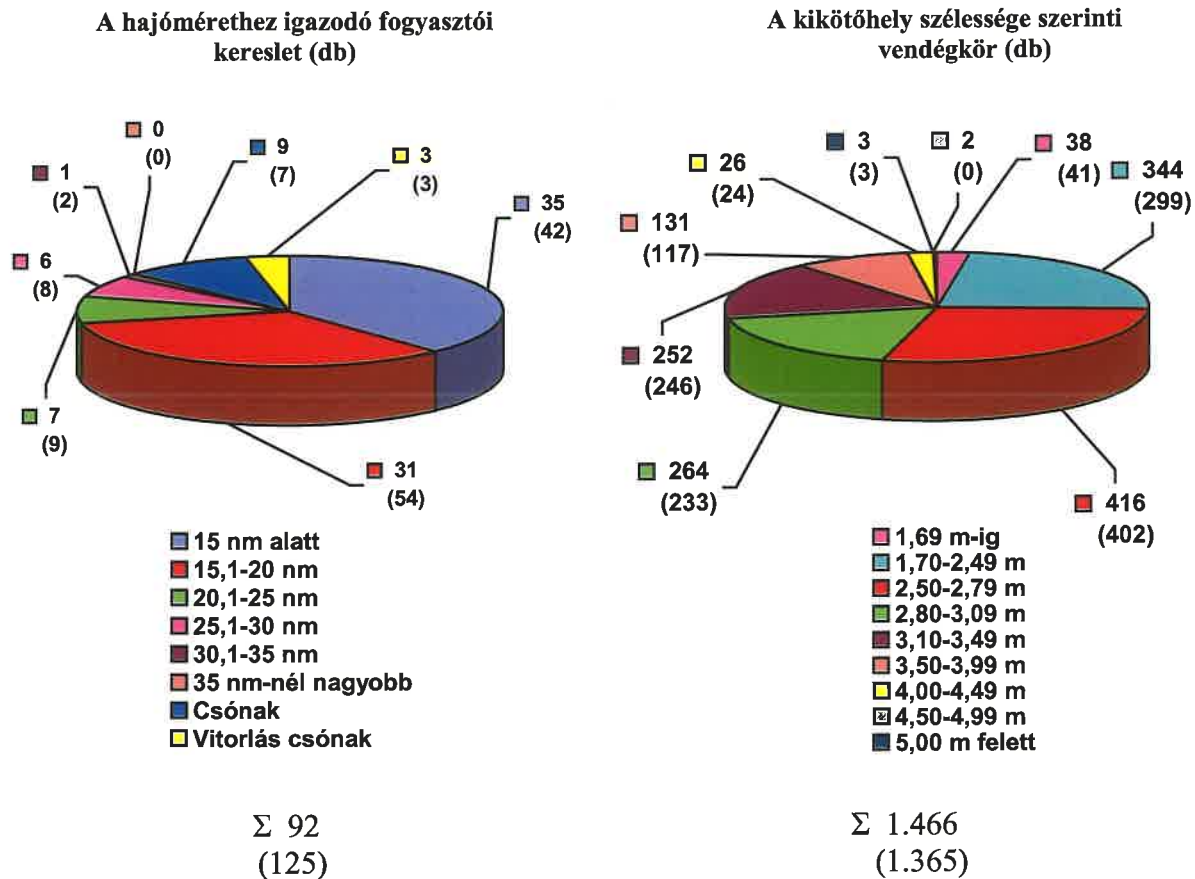 A hajómérethez igazodó fogyasztói
kereslet (db)
0
(0)
9
(7)
3
(3)
1
(2)
35
(42)
6
(8)
7
(9)
31
(54)
15 nm alatt
15,1-20 nm
20,1-25 nm
25,1-30 nm
30,1-35 nm
35 nm-nél nagyobb
Csónak
Vitorlás csónak
Σ 92
(125)
A kikötőhely szélessége szerinti
vendégkör (db)
3
(3)
2
(0)
38
(41)
344
(299)
26
(24)
131
(117)
252
(246)
264
(233)
416
(402)
1,69 m-ig
1,70-2,49 m
2,50-2,79 m
2,80-3,09 m
3,10-3,49 m
3,50-3,99 m
4,00-4,49 m
4,50-4,99 m
5,00 m felett
Σ 1.466
(1.365)